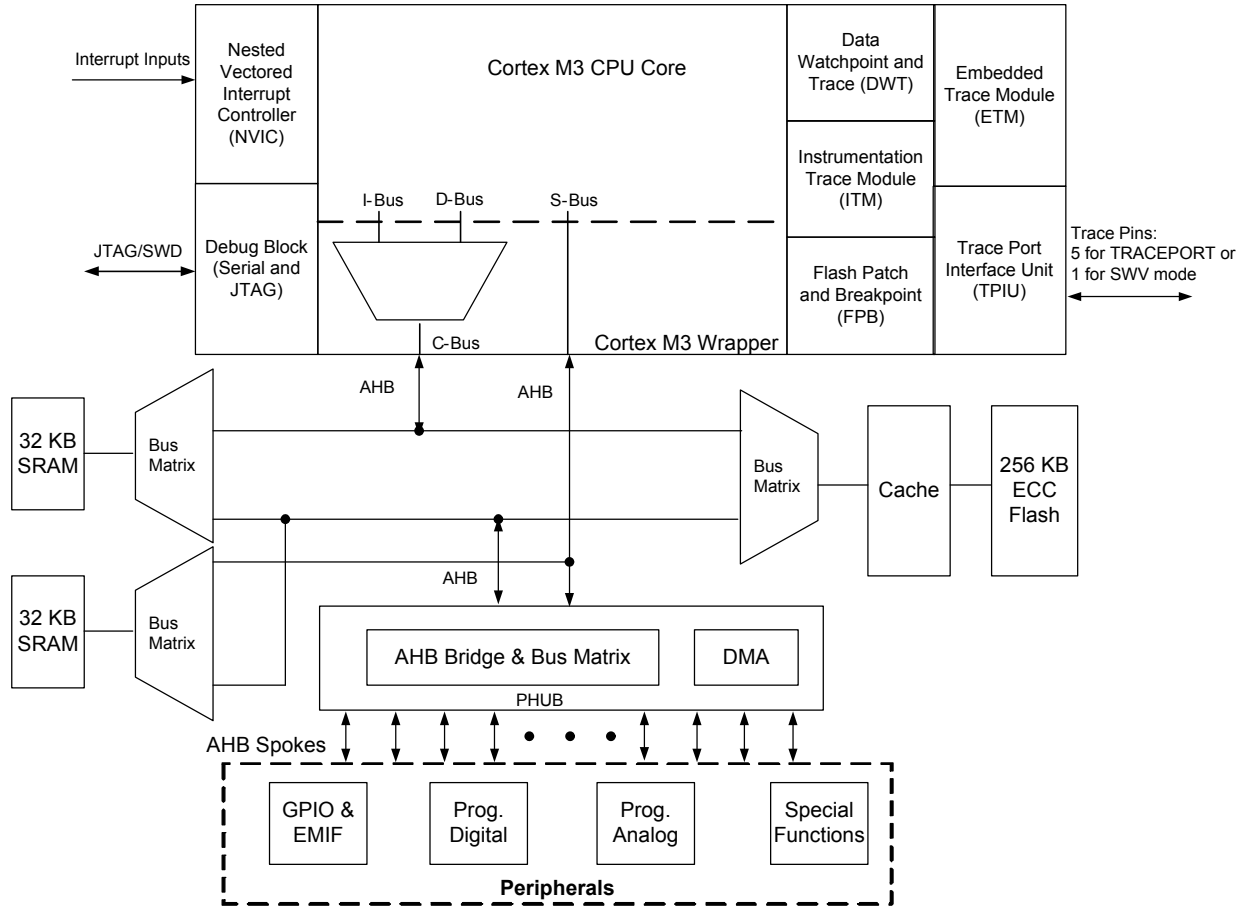 Interrupt Inputs
Nested
Vectored
Interrupt
Controller
(NVIC)
Cortex M3 CPU Core
Data
Watchpoint and
Trace (DWT)
Embedded
Trace Module
(ETM)
Instrumentation
Trace Module
(ITM)
I-Bus
D-Bus
S-Bus
JTAG/SWD
Debug Block
(Serial and
JTAG)
Flash Patch
and Breakpoint
(FPB)
Trace Port
Interface Unit
(TPIU)
Trace Pins:
5 for TRACEPORT or
1 for SWV mode
C-Bus
Cortex M3 Wrapper
AHB
AHB
32 KB
SRAM
Bus
Matrix
Bus
Matrix
Cache
256 KB
ECC
Flash
AHB
32 KB
SRAM
Bus
Matrix
AHB Bridge & Bus Matrix
DMA
PHUB
AHB Spokes
GPIO &
EMIF
Prog.
Digital
Prog.
Analog
Special
Functions
Peripherals